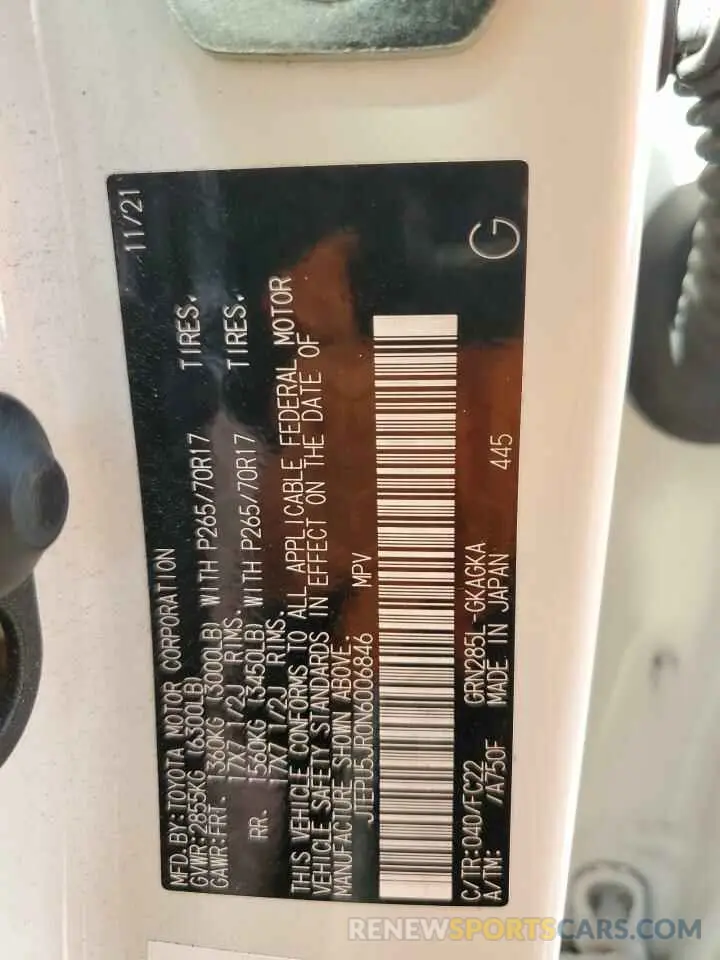 MFD.BY:TOYOTA MOTOR CORPORATION 11/21
GVWR:2855KG (6300LB)
GAWR:FRT. 1360KG (3000LB) WITH P265/70R17 TIRES.
17X7 1/2J RIMS.
RR. 1560KG (3450LB) WITH P265/70R17 TIRES.
17X7 1/2J RIMS.
THIS VEHICLE CONFORMS TO ALL APPLICABLE FEDERAL MOTOR
VEHICLE SAFETY STANDARDS IN EFFECT ON THE DATE OF
MANUFACTURE SHOWN ABOVE.
JTEPU5JR0N6006846 MPV
C/TR:040/FC22 GRN285L-GKAGKA
A/TM: /A750F MADE IN JAPAN 445
G
RENEWSPORTSCARS.COM